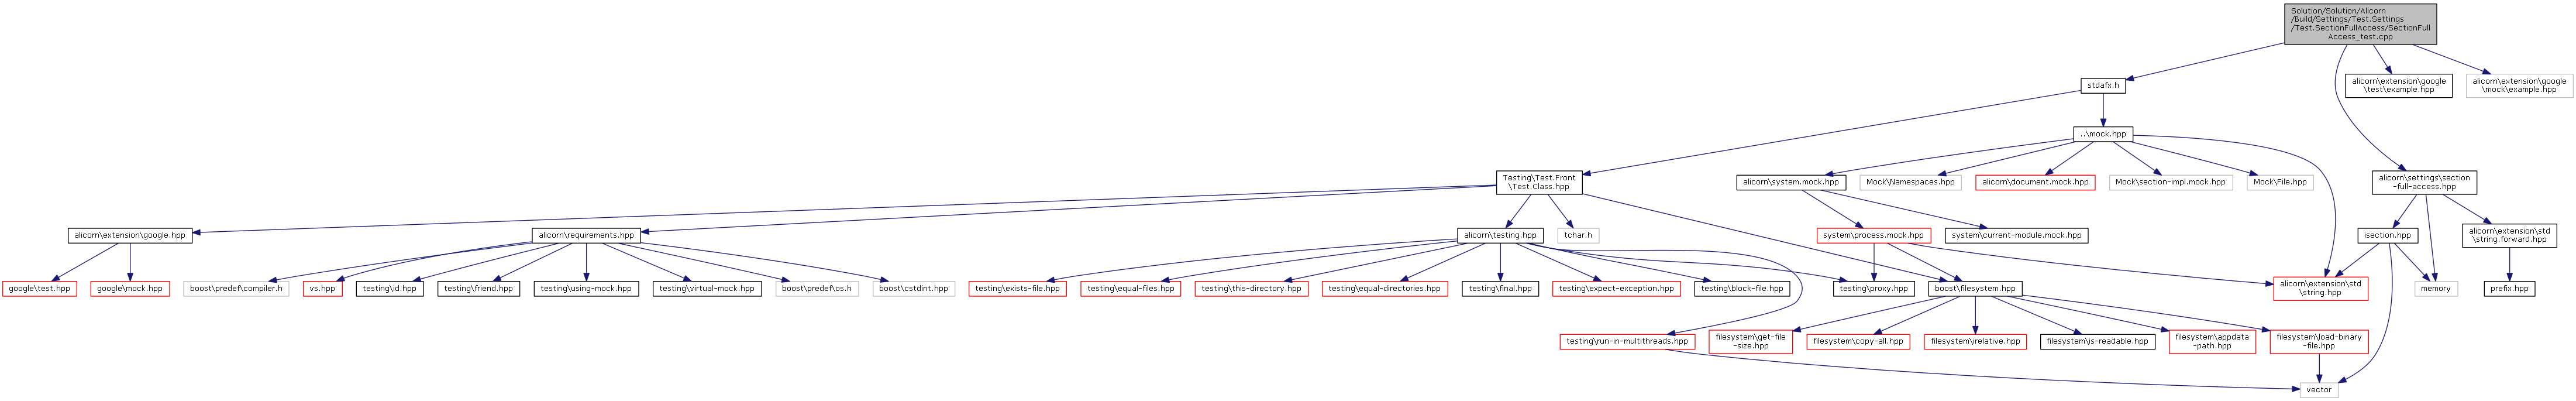 Solution/Solution/Alicorn
/Build/Settings/Test.Settings
/Test.SectionFullAccess/SectionFull
Access_test.cpp
stdafx.h
alicorn\extension\google
\test\example.hpp
alicorn\extension\google
\mock\example.hpp
..\mock.hpp
Testing\Test.Front
\Test.Class.hpp
alicorn\system.mock.hpp
Mock\Namespaces.hpp
alicorn\document.mock.hpp
Mock\section-impl.mock.hpp
Mock\File.hpp
alicorn\settings\section
-full-access.hpp
alicorn\extension\google.hpp
alicorn\requirements.hpp
alicorn\testing.hpp
tchar.h
system\process.mock.hpp
system\current-module.mock.hpp
isection.hpp
alicorn\extension\std
\string.forward.hpp
google\test.hpp
google\mock.hpp
boost\predef\compiler.h
vs.hpp
testing\id.hpp
testing\friend.hpp
testing\using-mock.hpp
testing\virtual-mock.hpp
boost\predef\os.h
boost\cstdint.hpp
testing\exists-file.hpp
testing\equal-files.hpp
testing\this-directory.hpp
testing\equal-directories.hpp
testing\final.hpp
testing\expect-exception.hpp
testing\block-file.hpp
testing\proxy.hpp
boost\filesystem.hpp
alicorn\extension\std
\string.hpp
memory
prefix.hpp
testing\run-in-multithreads.hpp
filesystem\get-file
-size.hpp
filesystem\copy-all.hpp
filesystem\irelative.hpp
filesystem\is-readable.hpp
filesystem\appdata
-path.hpp
filesystem\load-binary
-file.hpp
vector